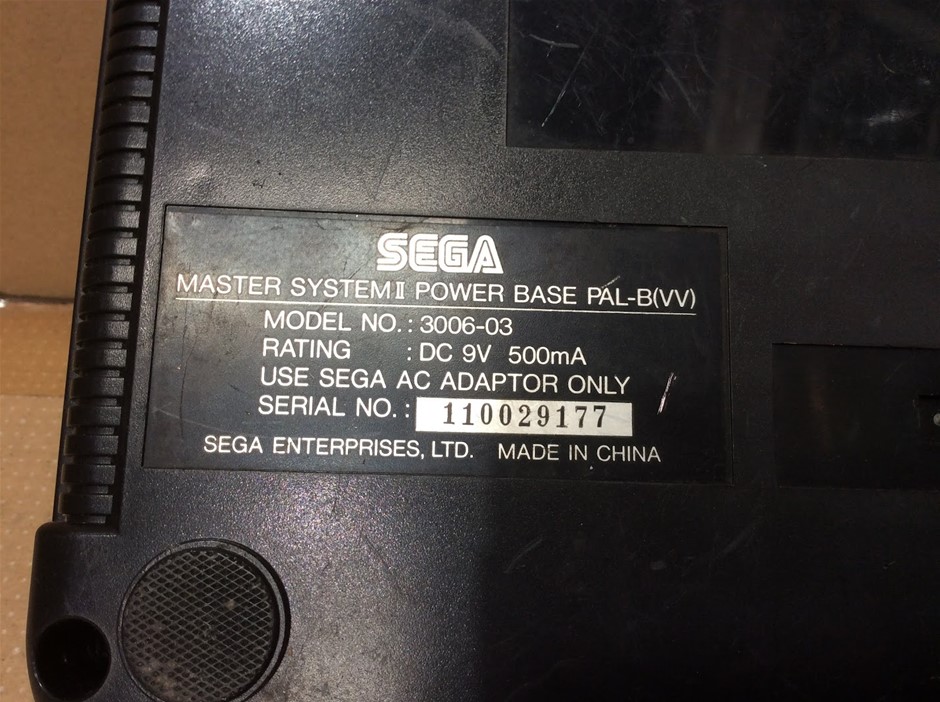 SEGA
MASTER SYSTEM II POWER BASE PAL-B(VV)
MODEL NO. : 3006-03
RATING : DC 9V 500mA
USE SEGA AC ADAPTOR ONLY
SERIAL NO. : 110029177
SEGA ENTERPRISES, LTD. MADE IN CHINA